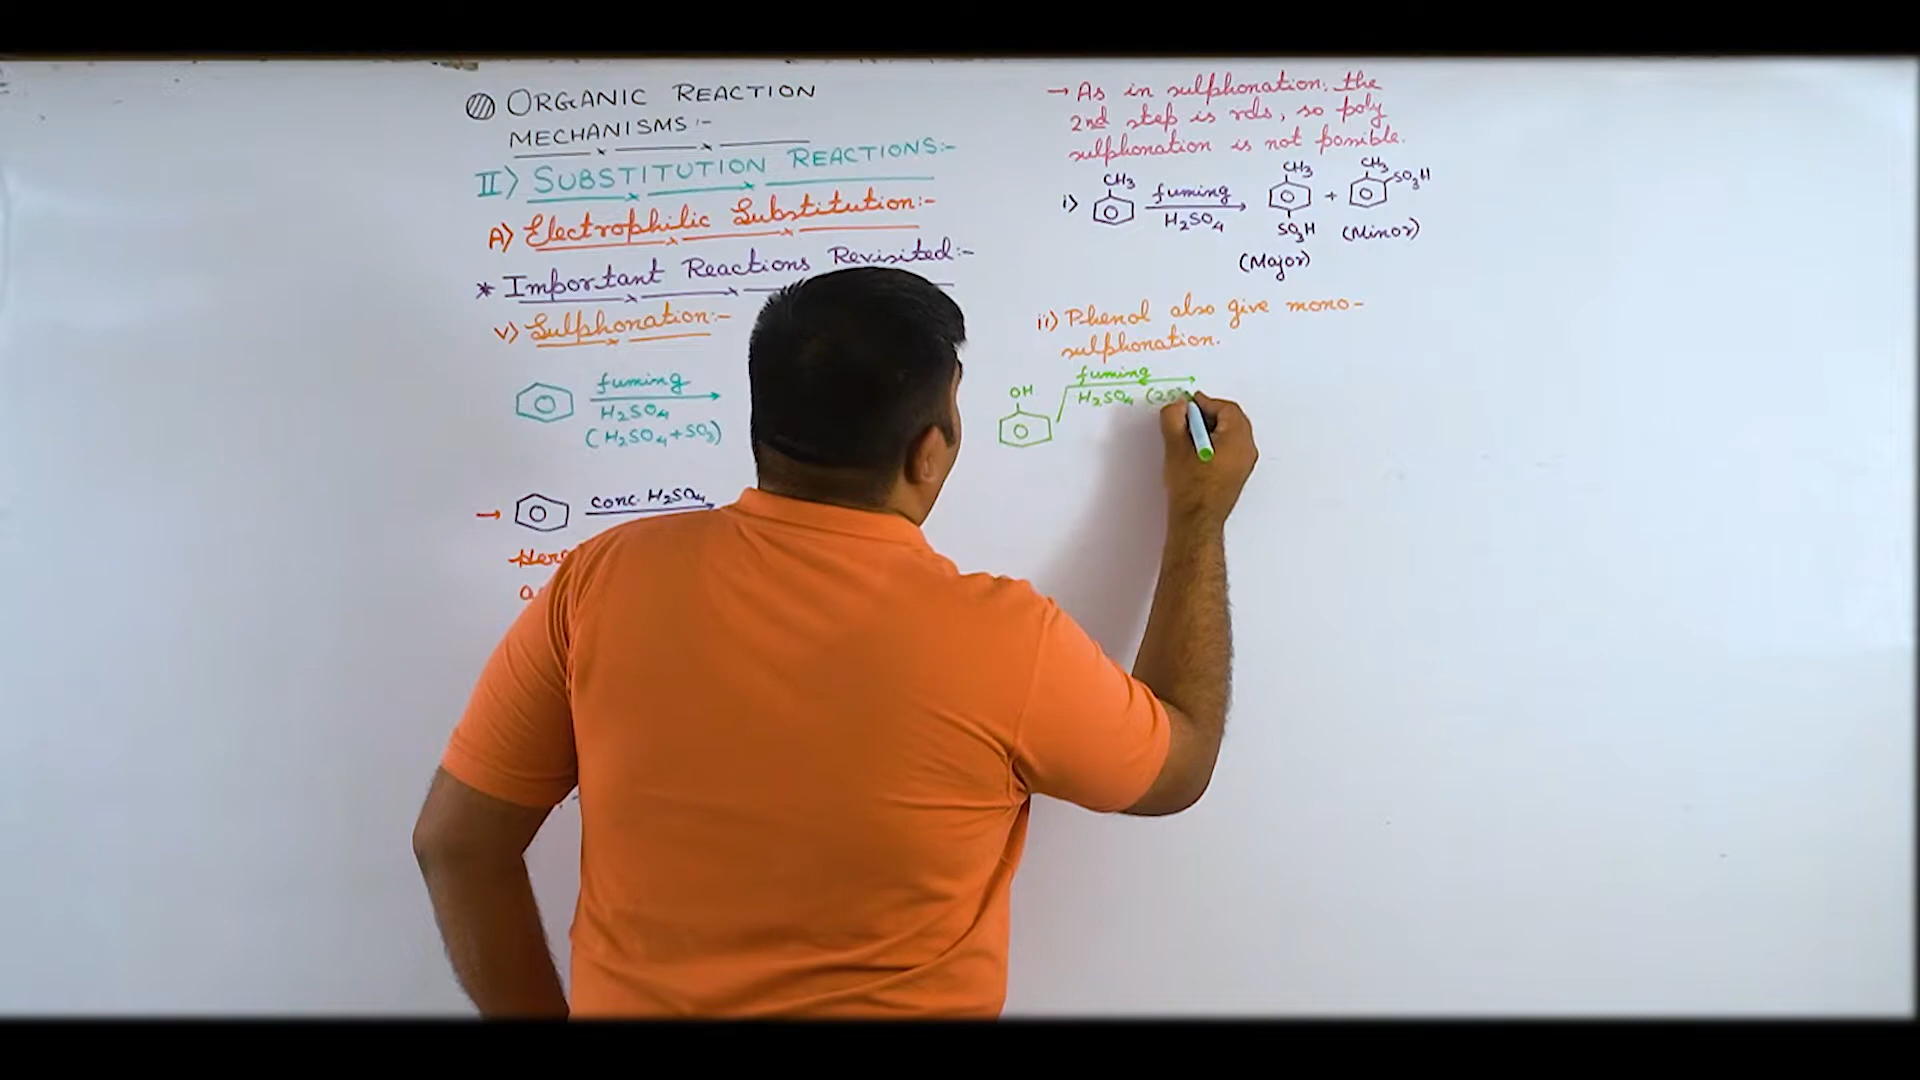 ORGANIC REACTION
MECHANISMS:-
II) SUBSTITUTION REACTIONS:-
A) Electrophilic Substitution:-
* Important Reactions Revisited:-
v) Sulphonation:-
fuming
H₂SO₄
(H₂SO₄+SO₃)
→ conc. H₂SO₄
→ As in sulphonation, the
2nd step is rds, so poly
sulphonation is not possible.
CH₃ CH₃ CH₃
i) fuming + SO₃H
H₂SO₄
SO₃H (Minor)
(Major)
ii) Phenol also give mono-
sulphonation.
fuming
OH H₂SO₄